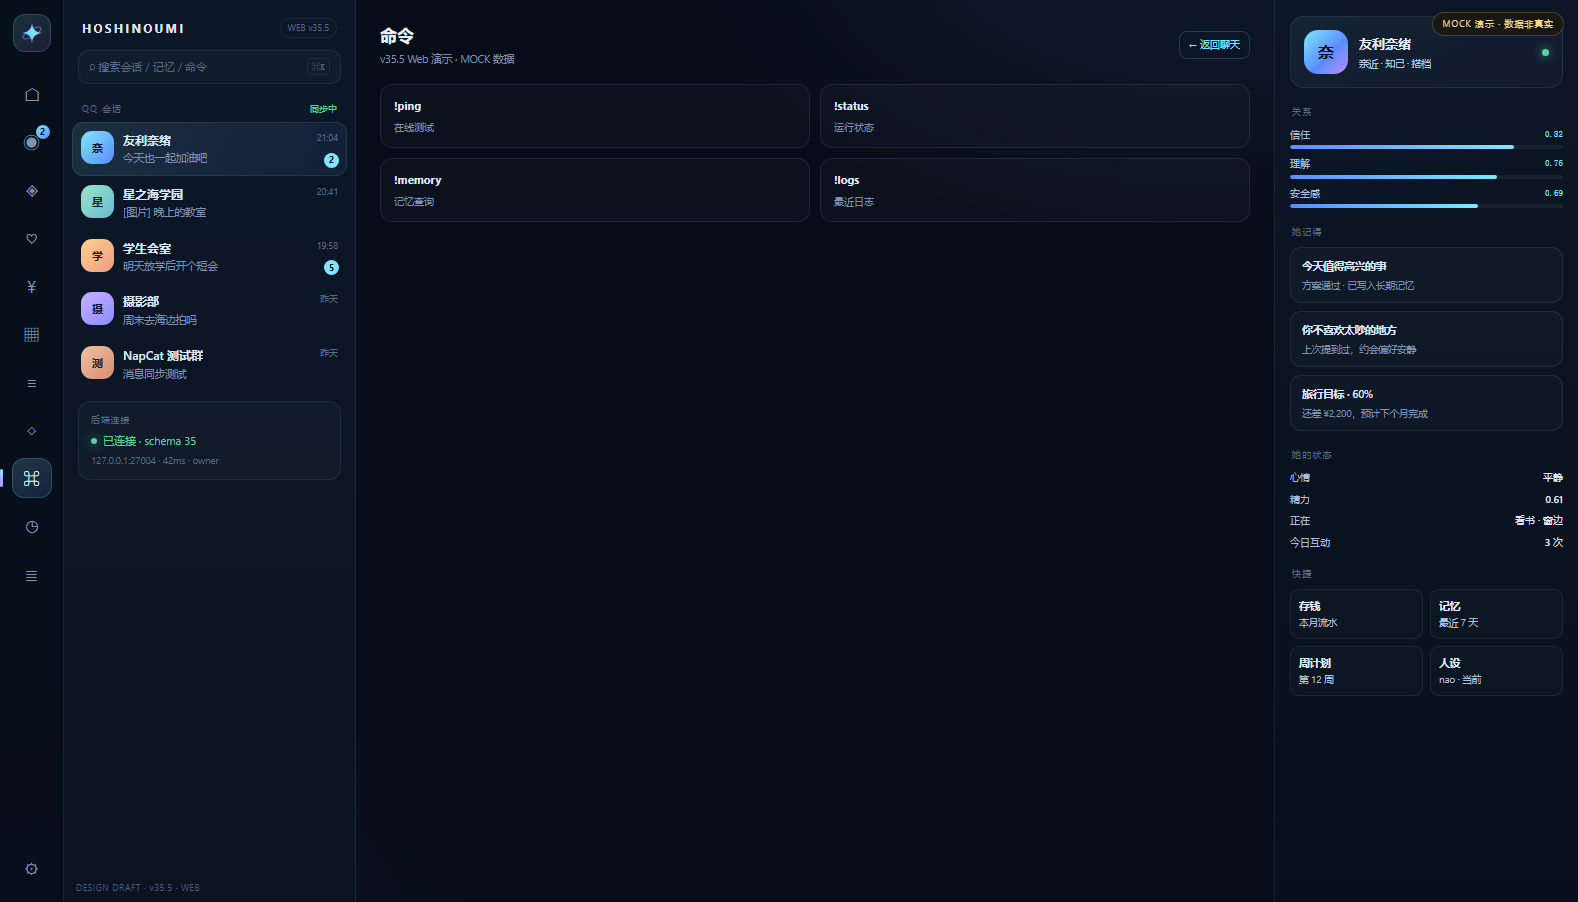 HOSHINOUMI
WEB v35.5
搜索会话 / 记忆 / 命令
⌘K
QQ 会话
同步中
奈
友利奈绪
21:04
今天也一起加油吧
2
星
星之海学园
20:41
[图片] 晚上的教室
学
学生会室
19:58
明天放学后开个短会
5
摄
摄影部
昨天
周末去海边拍吗
测
NapCat 测试群
昨天
消息同步测试
后端连接
已连接 · schema 35
127.0.0.1:27004 · 42ms · owner
DESIGN DRAFT · v35.5 · WEB
2
¥
命令
v35.5 Web 演示 · MOCK 数据
← 返回聊天
!ping
在线测试
!status
运行状态
!memory
记忆查询
!logs
最近日志
MOCK 演示 · 数据非真实
奈
友利奈绪
亲近 · 知己 · 搭档
关系
信任
0.82
理解
0.76
安全感
0.69
她记得
今天值得高兴的事
方案通过 · 已写入长期记忆
你不喜欢太吵的地方
上次提到过，约会偏好安静
旅行目标 · 60%
还差 ¥2,200，预计下个月完成
她的状态
心情
平静
精力
0.61
正在
看书 · 窗边
今日互动
3 次
快捷
存钱
本月流水
记忆
最近 7 天
周计划
第 12 周
人设
nao · 当前